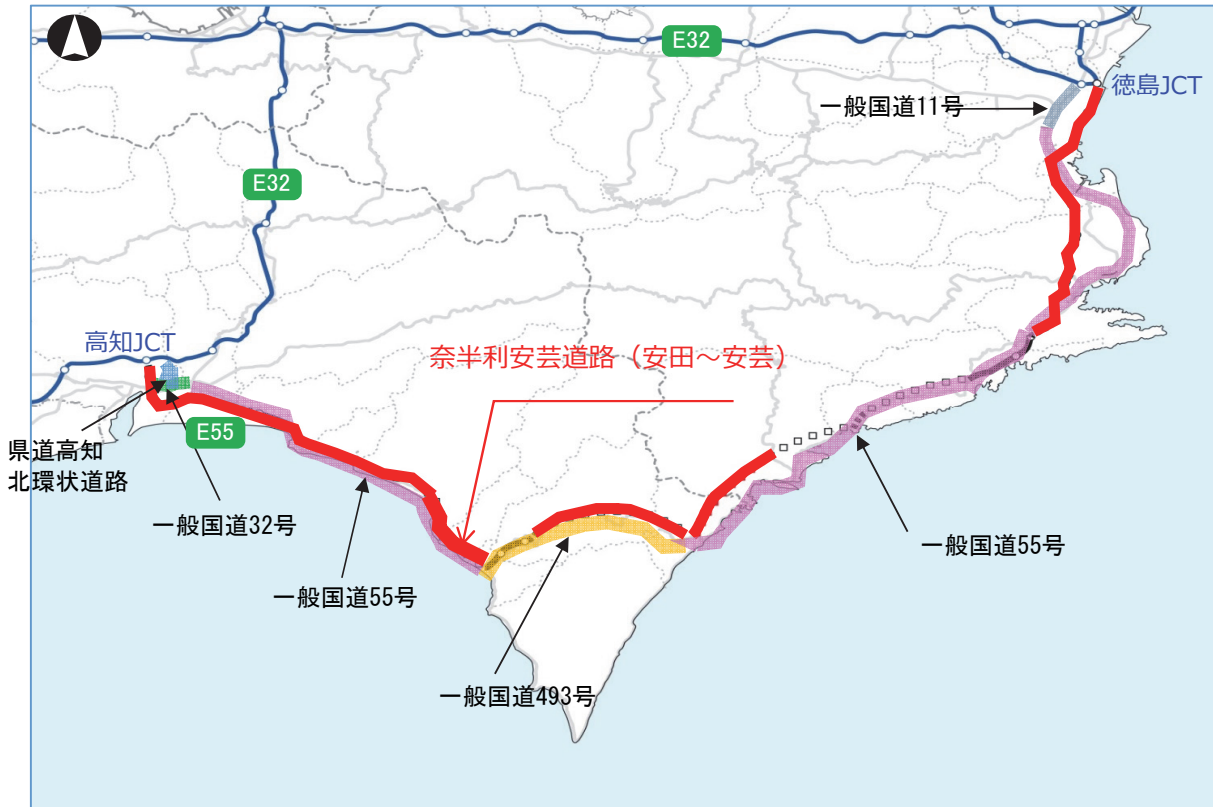 E32
徳島JCT
一般国道11号
E32
高知JCT
奈半利安芸道路（安田～安芸）
E55
県道高知
北環状道路
一般国道32号
一般国道55号
一般国道55号
一般国道493号